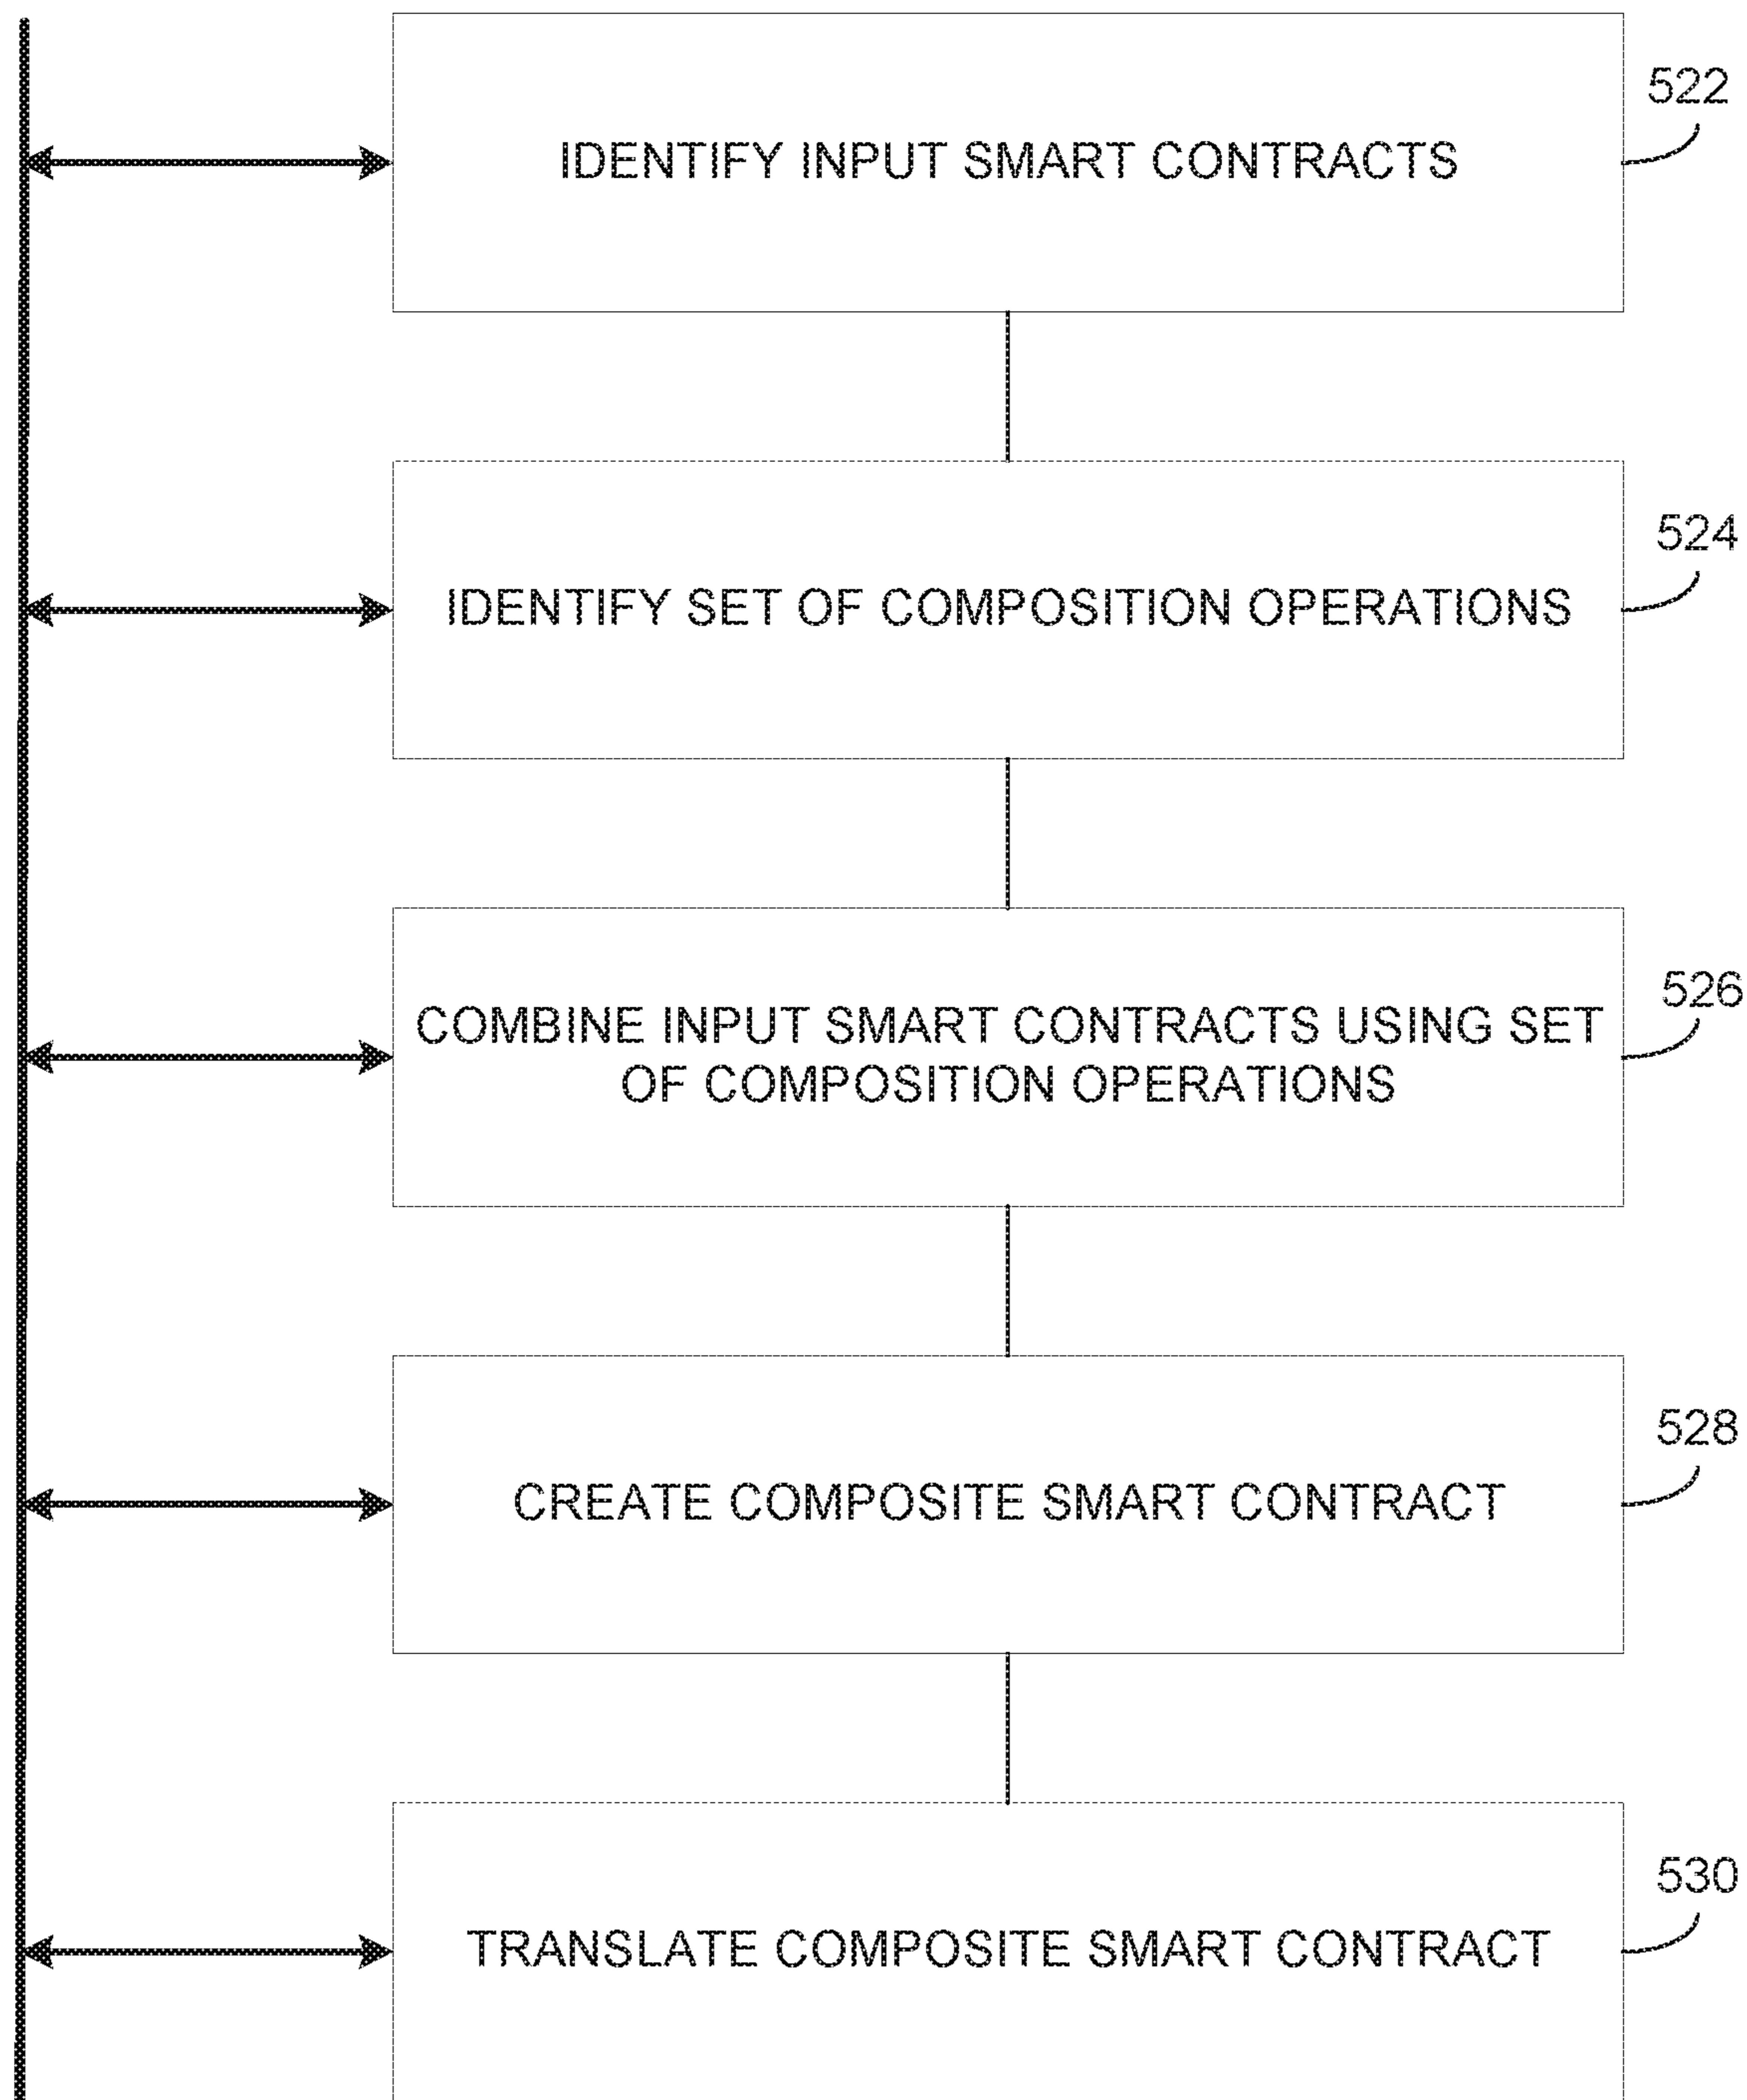 522
IDENTIFY INPUT SMART CONTRACTS
524
IDENTIFY SET OF COMPOSITION OPERATIONS
526
COMBINE INPUT SMART CONTRACTS USING SET
OF COMPOSITION OPERATIONS
528
CREATE COMPOSITE SMART CONTRACT
530
TRANSLATE COMPOSITE SMART CONTRACT